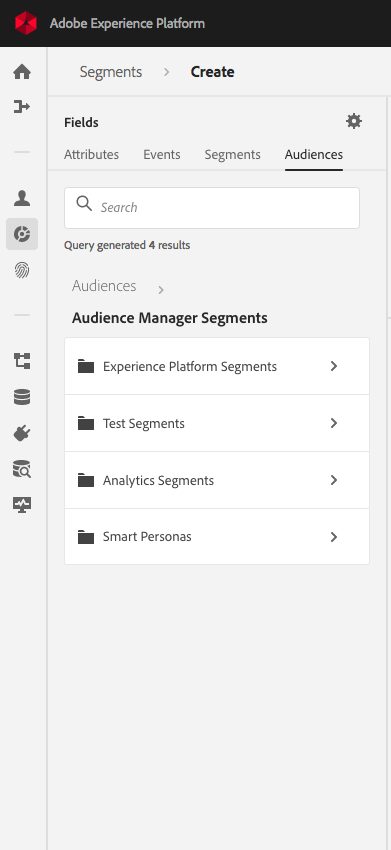 Adobe Experience Platform
Segments > Create
Fields
Attributes Events Segments Audiences
Search
Query generated 4 results
Audiences >
Audience Manager Segments
Experience Platform Segments
Test Segments
Analytics Segments
Smart Personas